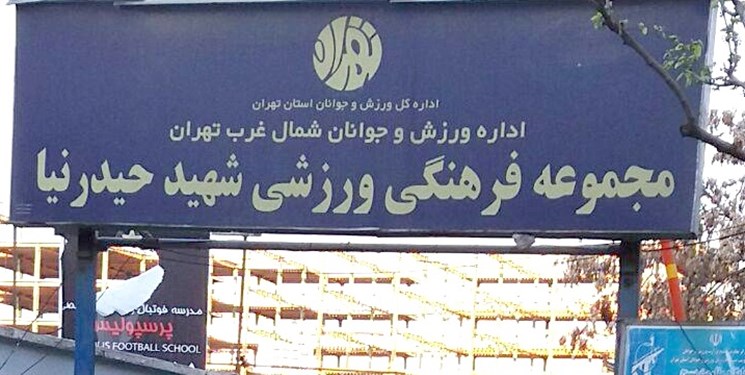 تهران
اداره کل ورزش و جوانان استان تهران
اداره ورزش و جوانان شمال غرب تهران
مجموعه فرهنگی ورزشی شهید حیدرنیا
مدرسه فوتبال
پرسپولیس
IS FOOTBALL SCHOOL